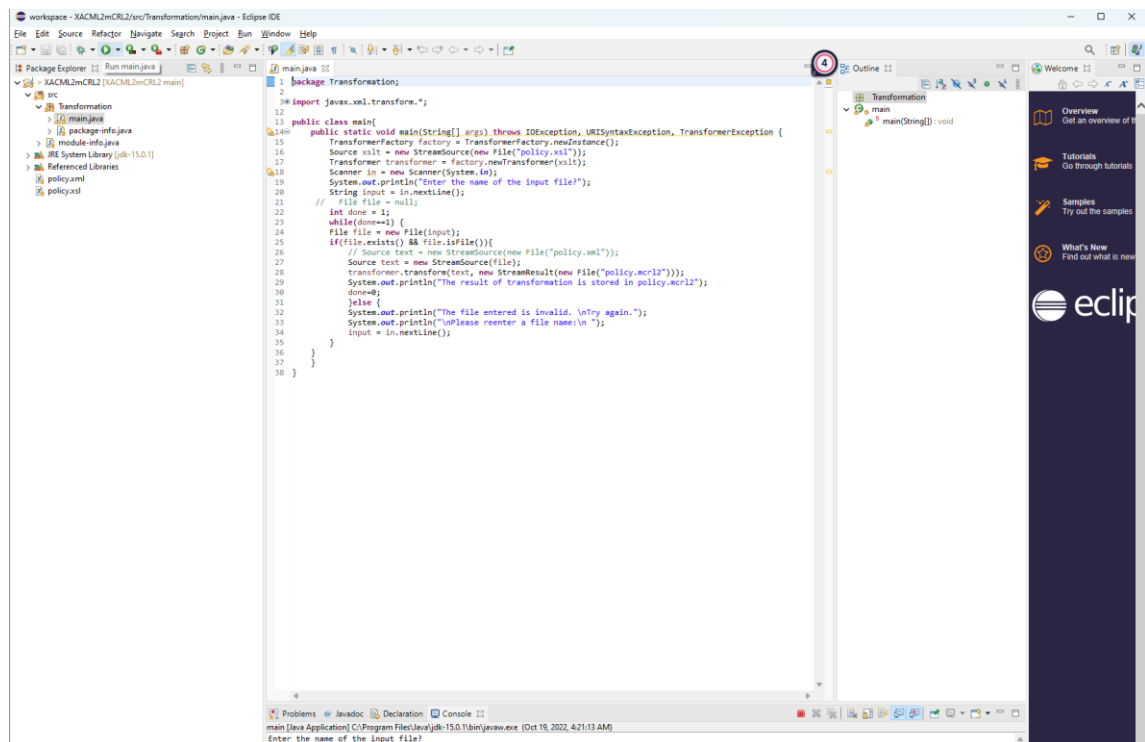 workspace - XACML2mCRL2/src/Transformation/main.java - Eclipse IDE
File Edit Source Refactor Navigate Search Project Run Window Help
Package Explorer
Run main.java
> XACML2mCRL2 [XACML2mCRL2 main]
src
Transformation
main.java
package-info.java
module-info.java
JRE System Library [jdk-15.0.1]
Referenced Libraries
policy.xml
policy.xsl
main.java
1 package Transformation;
2
3 import javax.xml.transform.*;
12
13 public class main{
14 public static void main(String[] args) throws IOException, URISyntaxException, TransformerException {
15 TransformerFactory factory = TransformerFactory.newInstance();
16 Source xslt = new StreamSource(new File("policy.xsl"));
17 Transformer transformer = factory.newTransformer(xslt);
18 Scanner in = new Scanner(System.in);
19 System.out.println("Enter the name of the input file?");
20 String input = in.nextLine();
21 // File file = null;
22 int done = 1;
23 while(done==1) {
24 File file = new File(input);
25 if(file.exists() && file.isFile()){
26 // Source text = new StreamSource(new File("policy.xml"));
27 Source text = new StreamSource(file);
28 transformer.transform(text, new StreamResult(new File("policy.mcrl2")));
29 System.out.println("The result of transformation is stored in policy.mcrl2");
30 done=0;
31 }else {
32 System.out.println("The file entered is invalid. \nTry again.");
33 System.out.println("\nPlease reenter a file name:\n ");
34 input = in.nextLine();
35 }
36 }
37 }
38 }
4
Outline
Transformation
main
main(String[]) : void
Welcome
Overview
Get an overview of th
Tutorials
Go through tutorials
Samples
Try out the samples
What's New
Find out what is new
eclip
Problems Javadoc Declaration Console
main [Java Application] C:\Program Files\Java\jdk-15.0.1\bin\javaw.exe (Oct 19, 2022, 4:21:13 AM)
Enter the name of the input file?